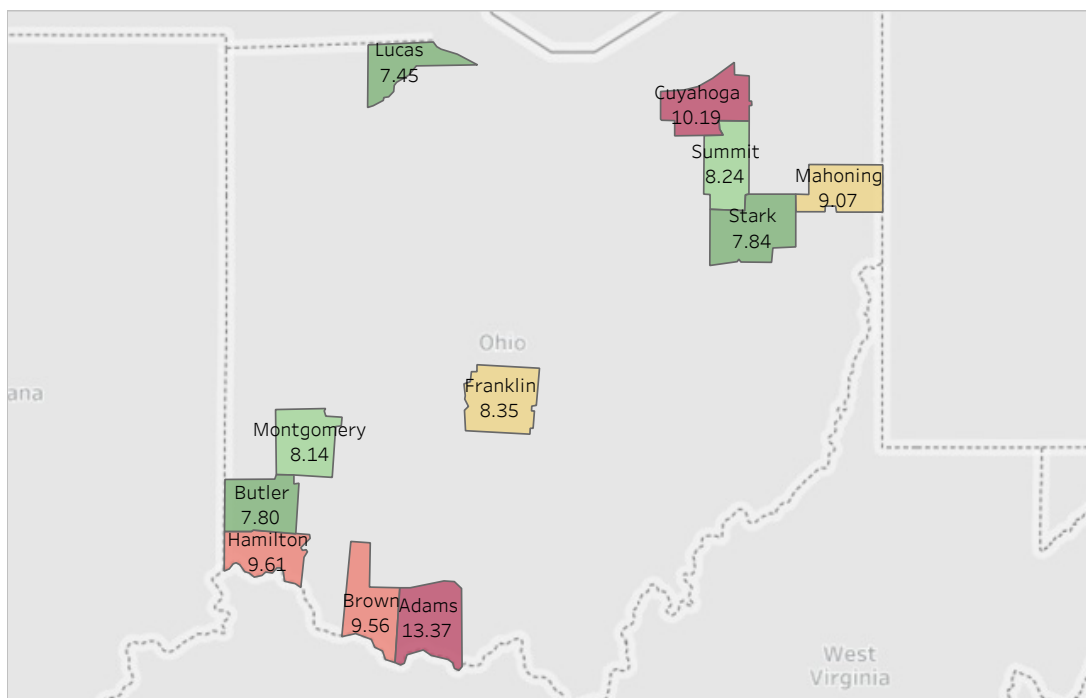 Lucas
7.45
Cuyahoga
10.19
Summit
8.24
Mahoning
9.07
Stark
7.84
Ohio
Franklin
8.35
ana
Montgomery
8.14
Butler
7.80
Hamilton
9.61
Brown
9.56
Adams
13.37
West
Virginia